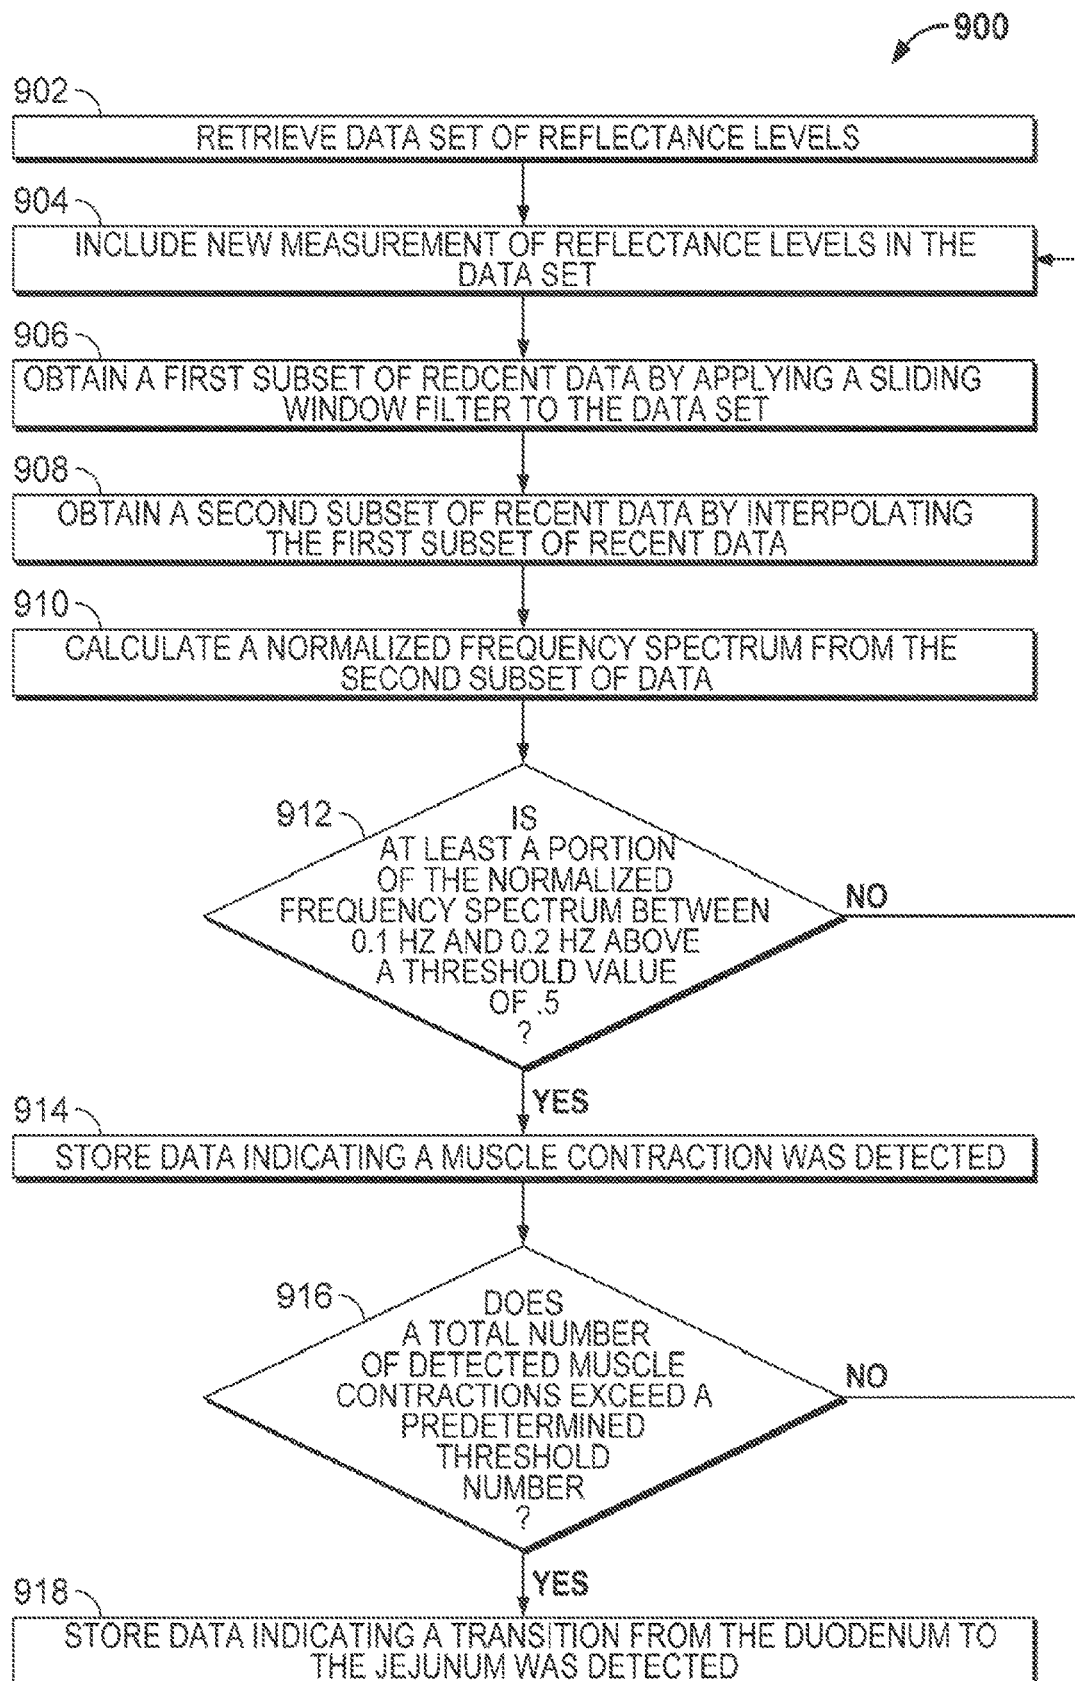 900
902
RETRIEVE DATA SET OF REFLECTANCE LEVELS
904
INCLUDE NEW MEASUREMENT OF REFLECTANCE LEVELS IN THE
DATA SET
906
OBTAIN A FIRST SUBSET OF REDCENT DATA BY APPLYING A SLIDING
WINDOW FILTER TO THE DATA SET
908
OBTAIN A SECOND SUBSET OF RECENT DATA BY INTERPOLATING
THE FIRST SUBSET OF RECENT DATA
910
CALCULATE A NORMALIZED FREQUENCY SPECTRUM FROM THE
SECOND SUBSET OF DATA
912
IS
AT LEAST A PORTION
OF THE NORMALIZED
FREQUENCY SPECTRUM BETWEEN
0.1 HZ AND 0.2 HZ ABOVE
A THRESHOLD VALUE
OF .5
?
NO
YES
914
STORE DATA INDICATING A MUSCLE CONTRACTION WAS DETECTED
916
DOES
A TOTAL NUMBER
OF DETECTED MUSCLE
CONTRACTIONS EXCEED A
PREDETERMINED
THRESHOLD
NUMBER
?
NO
YES
918
STORE DATA INDICATING A TRANSITION FROM THE DUODENUM TO
THE JEJUNUM WAS DETECTED